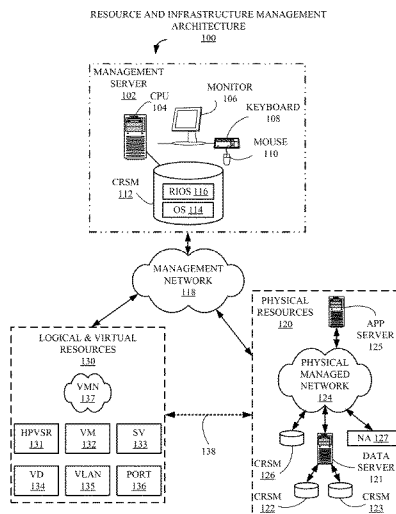 RESOURCE AND INFRASTRUCTURE MANAGEMENT
ARCHITECTURE
100
MANAGEMENT
SERVER
102
CPU
104
MONITOR
106
KEYBOARD
108
MOUSE
110
CRSM
112
RIOS 116
OS 114
MANAGEMENT
NETWORK
118
LOGICAL & VIRTUAL
RESOURCES
130
VMN
137
HPVSR
131
VM
132
SV
133
VD
134
VLAN
135
PORT
136
138
PHYSICAL
RESOURCES
120
APP
SERVER
125
PHYSICAL
MANAGED
NETWORK
124
CRSM
126
NA 127
DATA
SERVER
121
CRSM
122
CRSM
123